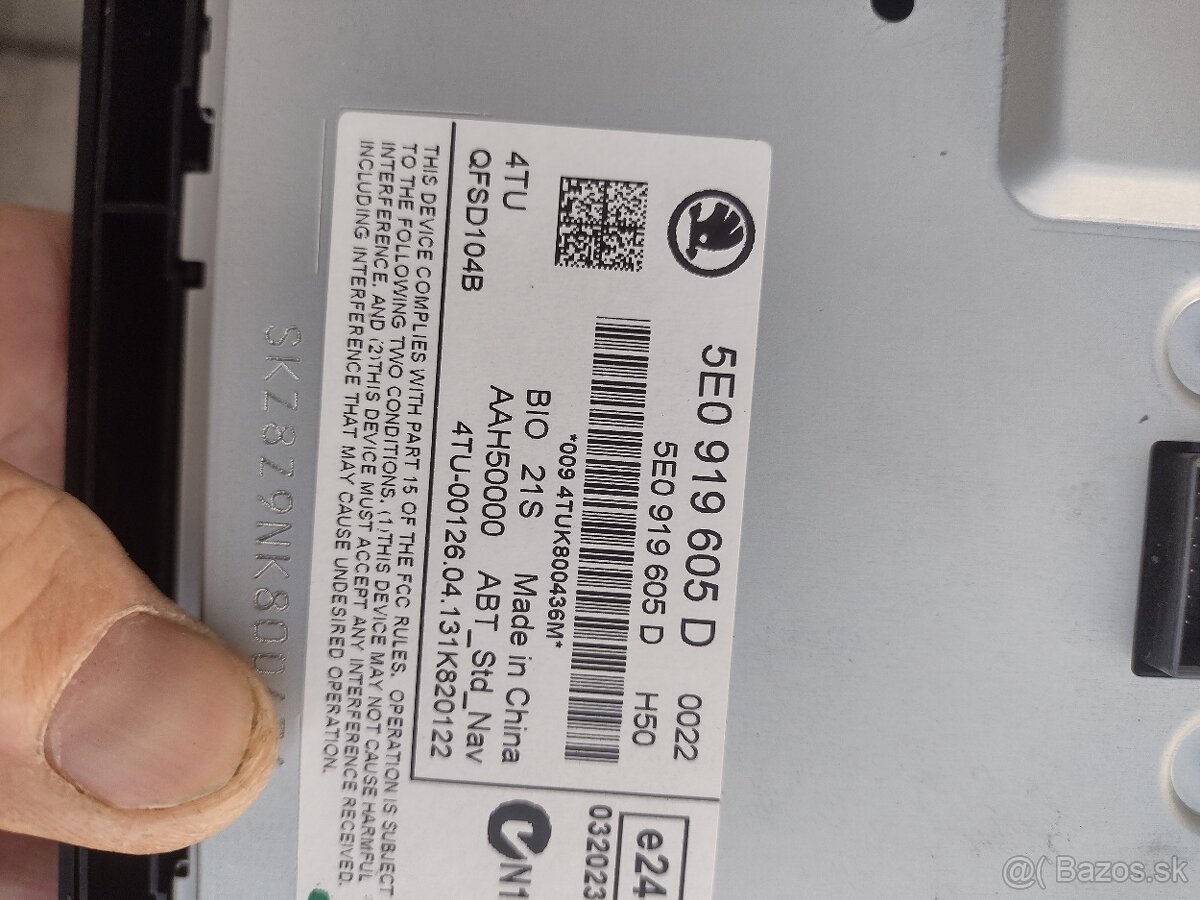 5E0 919 605 D 0022
5E0 919 605 D H50
*009 4TUK800436M*
4TU
BIO 21S Made in China
QFSD104B
AAH50000 ABT_Std_Nav
4TU-00126.04.131K820122
THIS DEVICE COMPLIES WITH PART 15 OF THE FCC RULES. OPERATION IS SUBJECT
TO THE FOLLOWING TWO CONDITIONS. (1)THIS DEVICE MAY NOT CAUSE HARMFUL
INTERFERENCE. AND (2)THIS DEVICE MUST ACCEPT ANY INTERFERENCE RECEIVED.
INCLUDING INTERFERENCE THAT MAY CAUSE UNDESIRED OPERATION.
e24
032023
N1
@( Bazos.sk